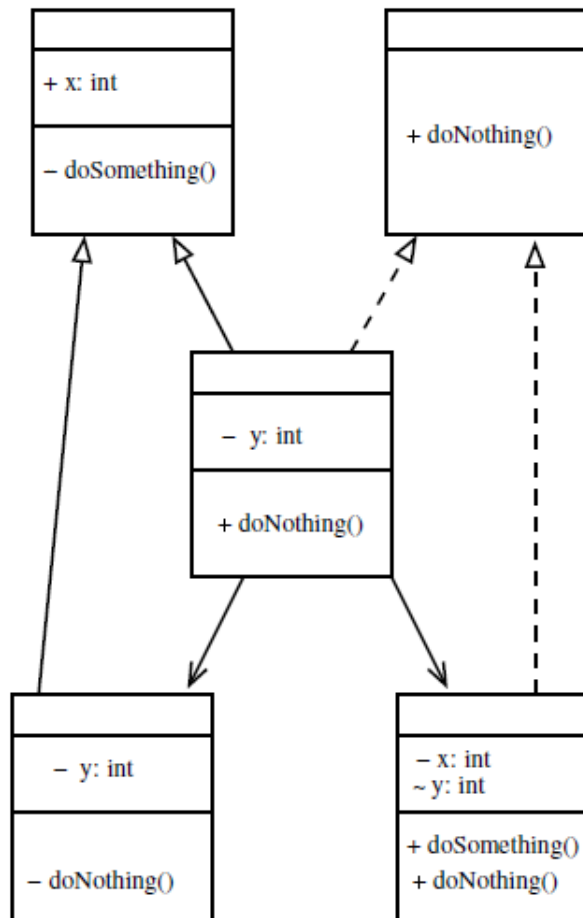 + x: int
− doSomething()
+ doNothing()
− y: int
+ doNothing()
− y: int
− doNothing()
− x: int
~ y: int
+ doSomething()
+ doNothing()